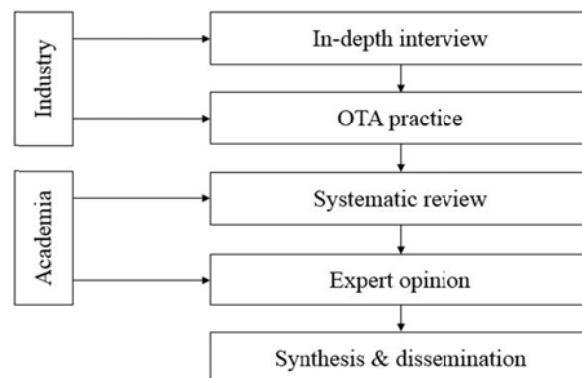 Industry
In-depth interview
OTA practice
Academia
Systematic review
Expert opinion
Synthesis & dissemination